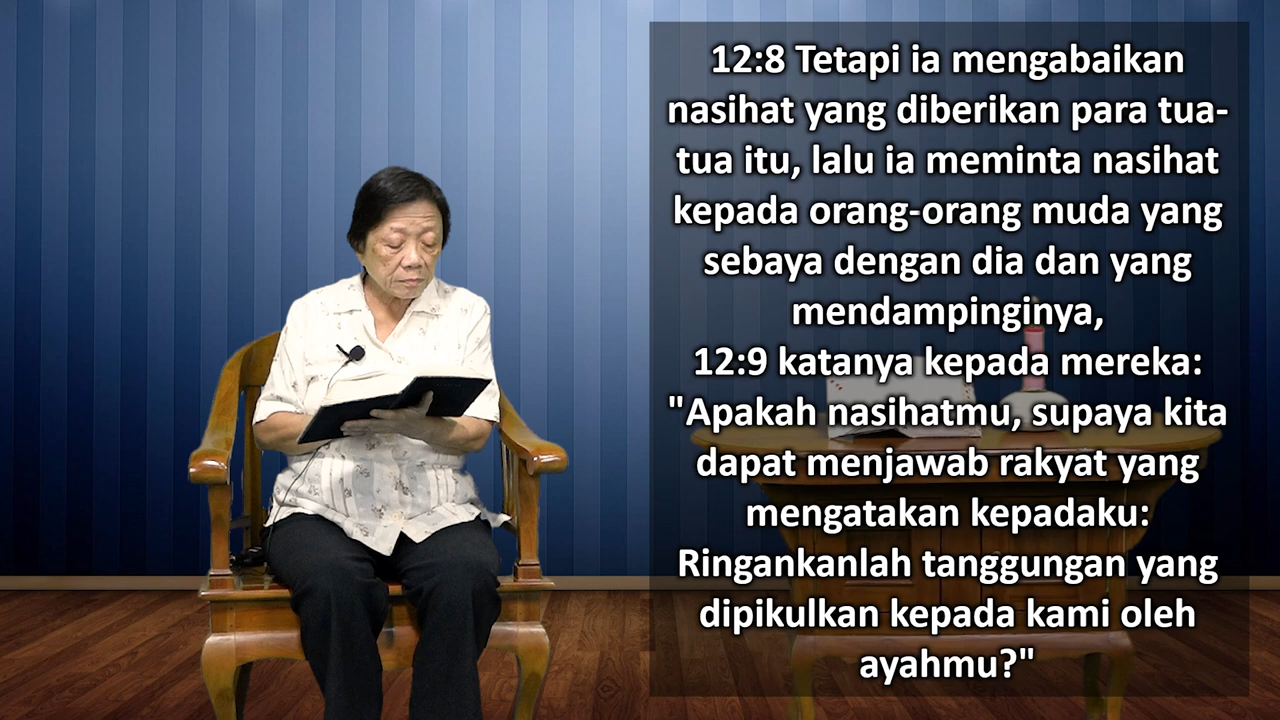 12:8 Tetapi ia mengabaikan
nasihat yang diberikan para tua-
tua itu, lalu ia meminta nasihat
kepada orang-orang muda yang
sebaya dengan dia dan yang
mendampinginya,
12:9 katanya kepada mereka:
"Apakah nasihatmu, supaya kita
dapat menjawab rakyat yang
mengatakan kepadaku:
Ringankanlah tanggungan yang
dipikulkan kepada kami oleh
ayahmu?"